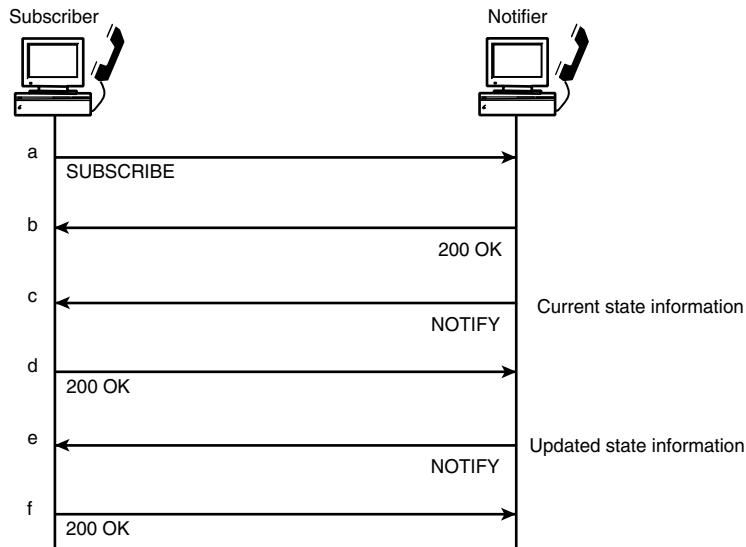 Subscriber
Notifier
a
SUBSCRIBE
b
200 OK
c
NOTIFY
Current state information
d
200 OK
e
NOTIFY
Updated state information
f
200 OK